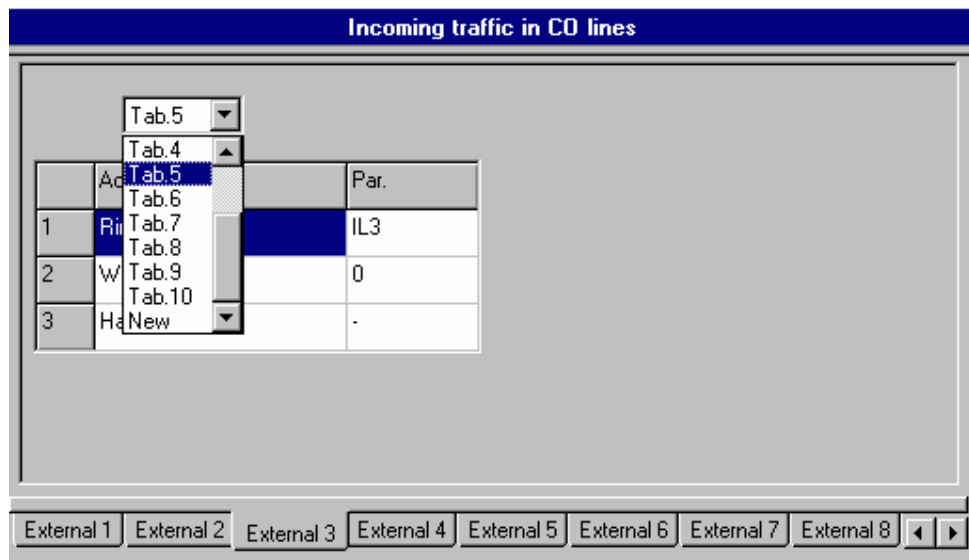 Incoming traffic in CO lines
Tab.5
Tab.4
Tab.5
Tab.6
Tab.7
Tab.8
Tab.9
Tab.10
New
Par.
1 IL3
2 0
3 -
External 1 External 2 External 3 External 4 External 5 External 6 External 7 External 8